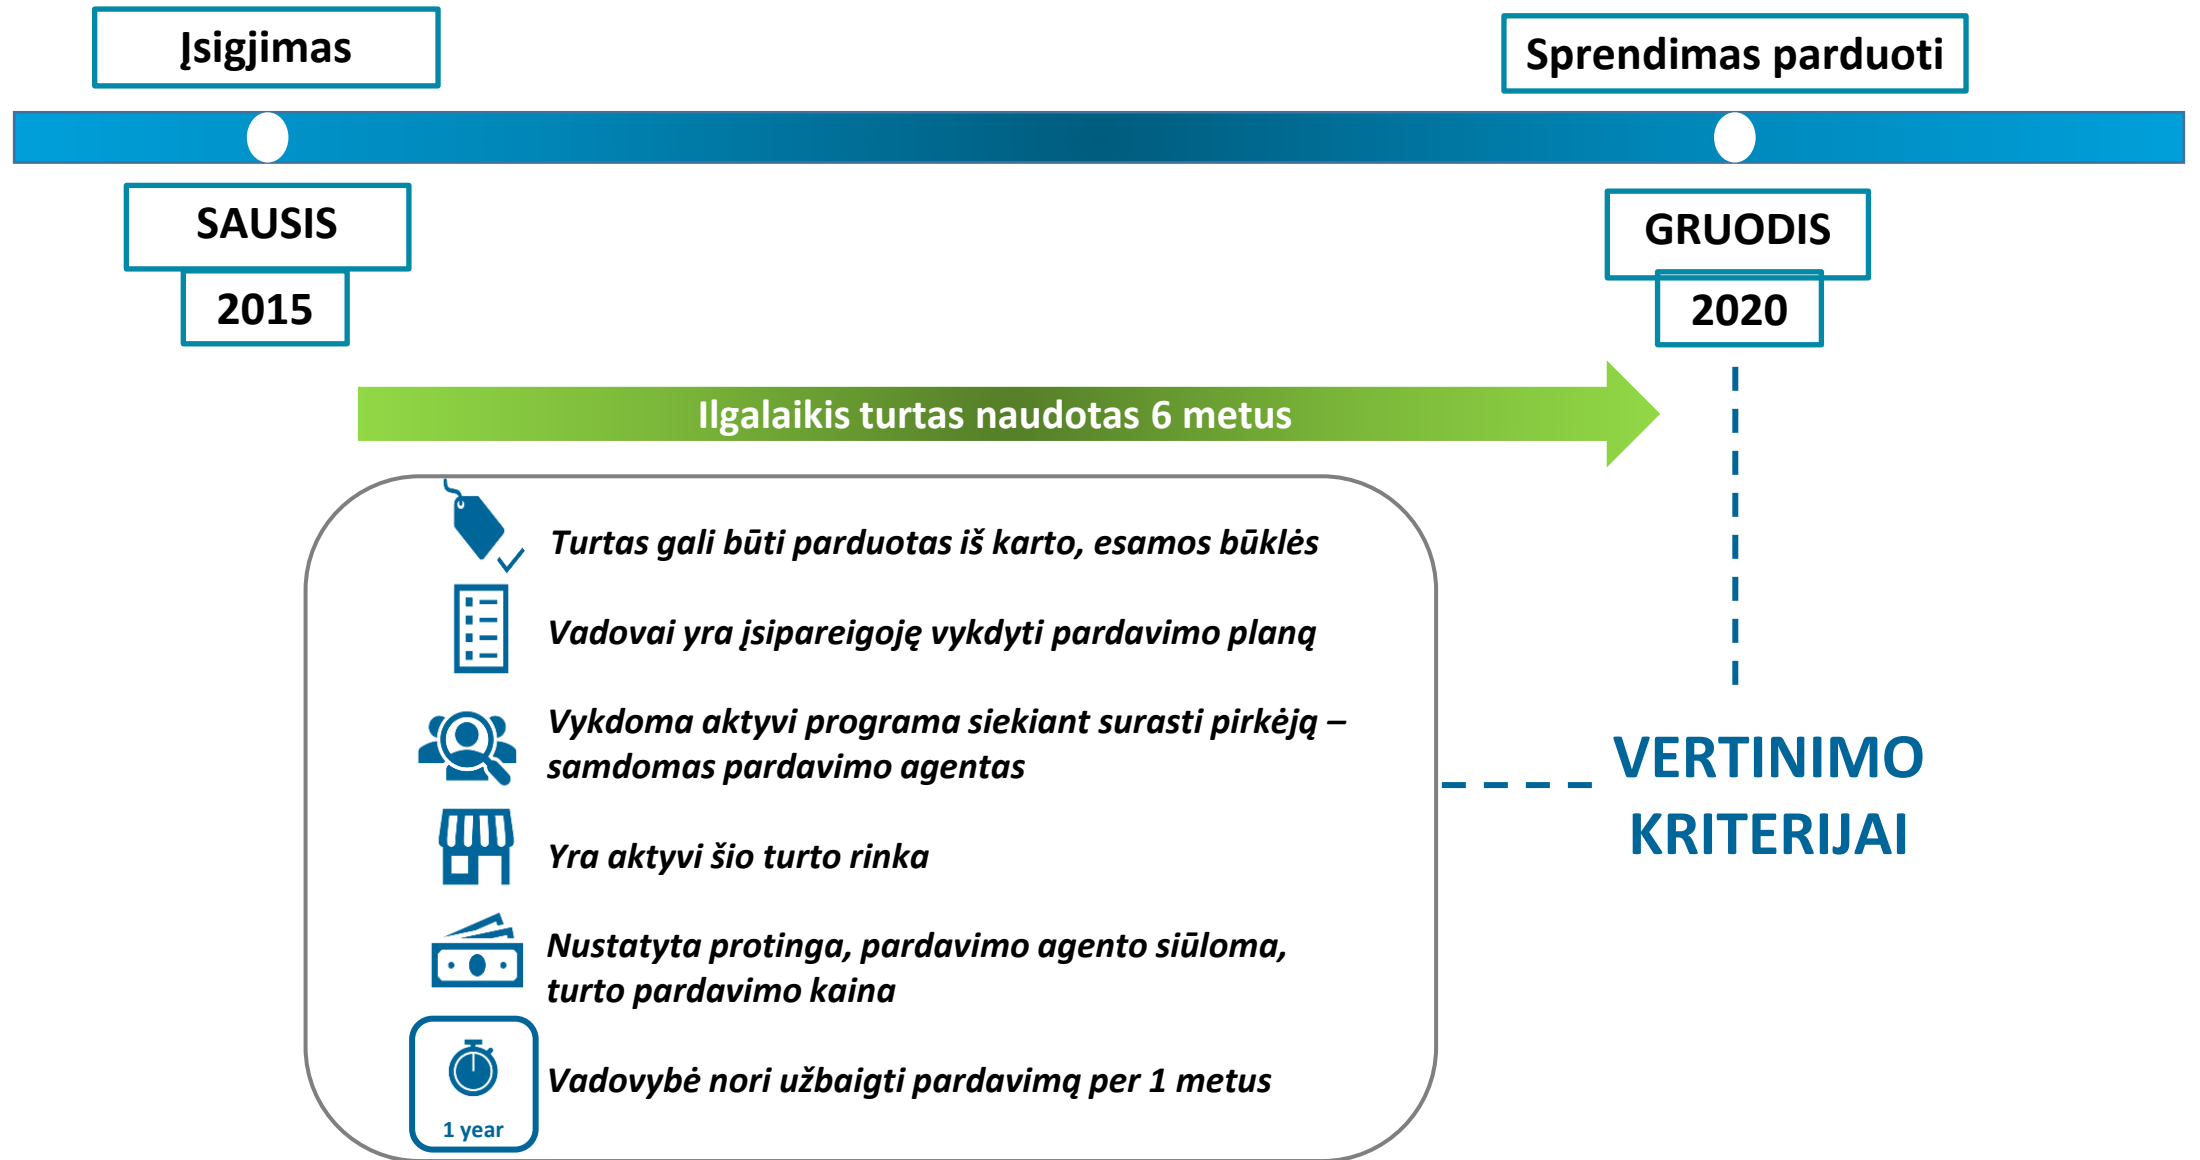 Įsigjimas
Sprendimas parduoti
SAUSIS
GRUODIS
2015
2020
Ilgalaikis turtas naudotas 6 metus
Turtas gali būti parduotas iš karto, esamos būklės
Vadovai yra įsipareigoję vykdyti pardavimo planą
Vykdoma aktyvi programa siekiant surasti pirkėją –
samdomas pardavimo agentas
Yra aktyvi šio turto rinka
Nustatyta protinga, pardavimo agento siūloma,
turto pardavimo kaina
Vadovybė nori užbaigti pardavimą per 1 metus
1 year
VERTINIMO
KRITERIJAI